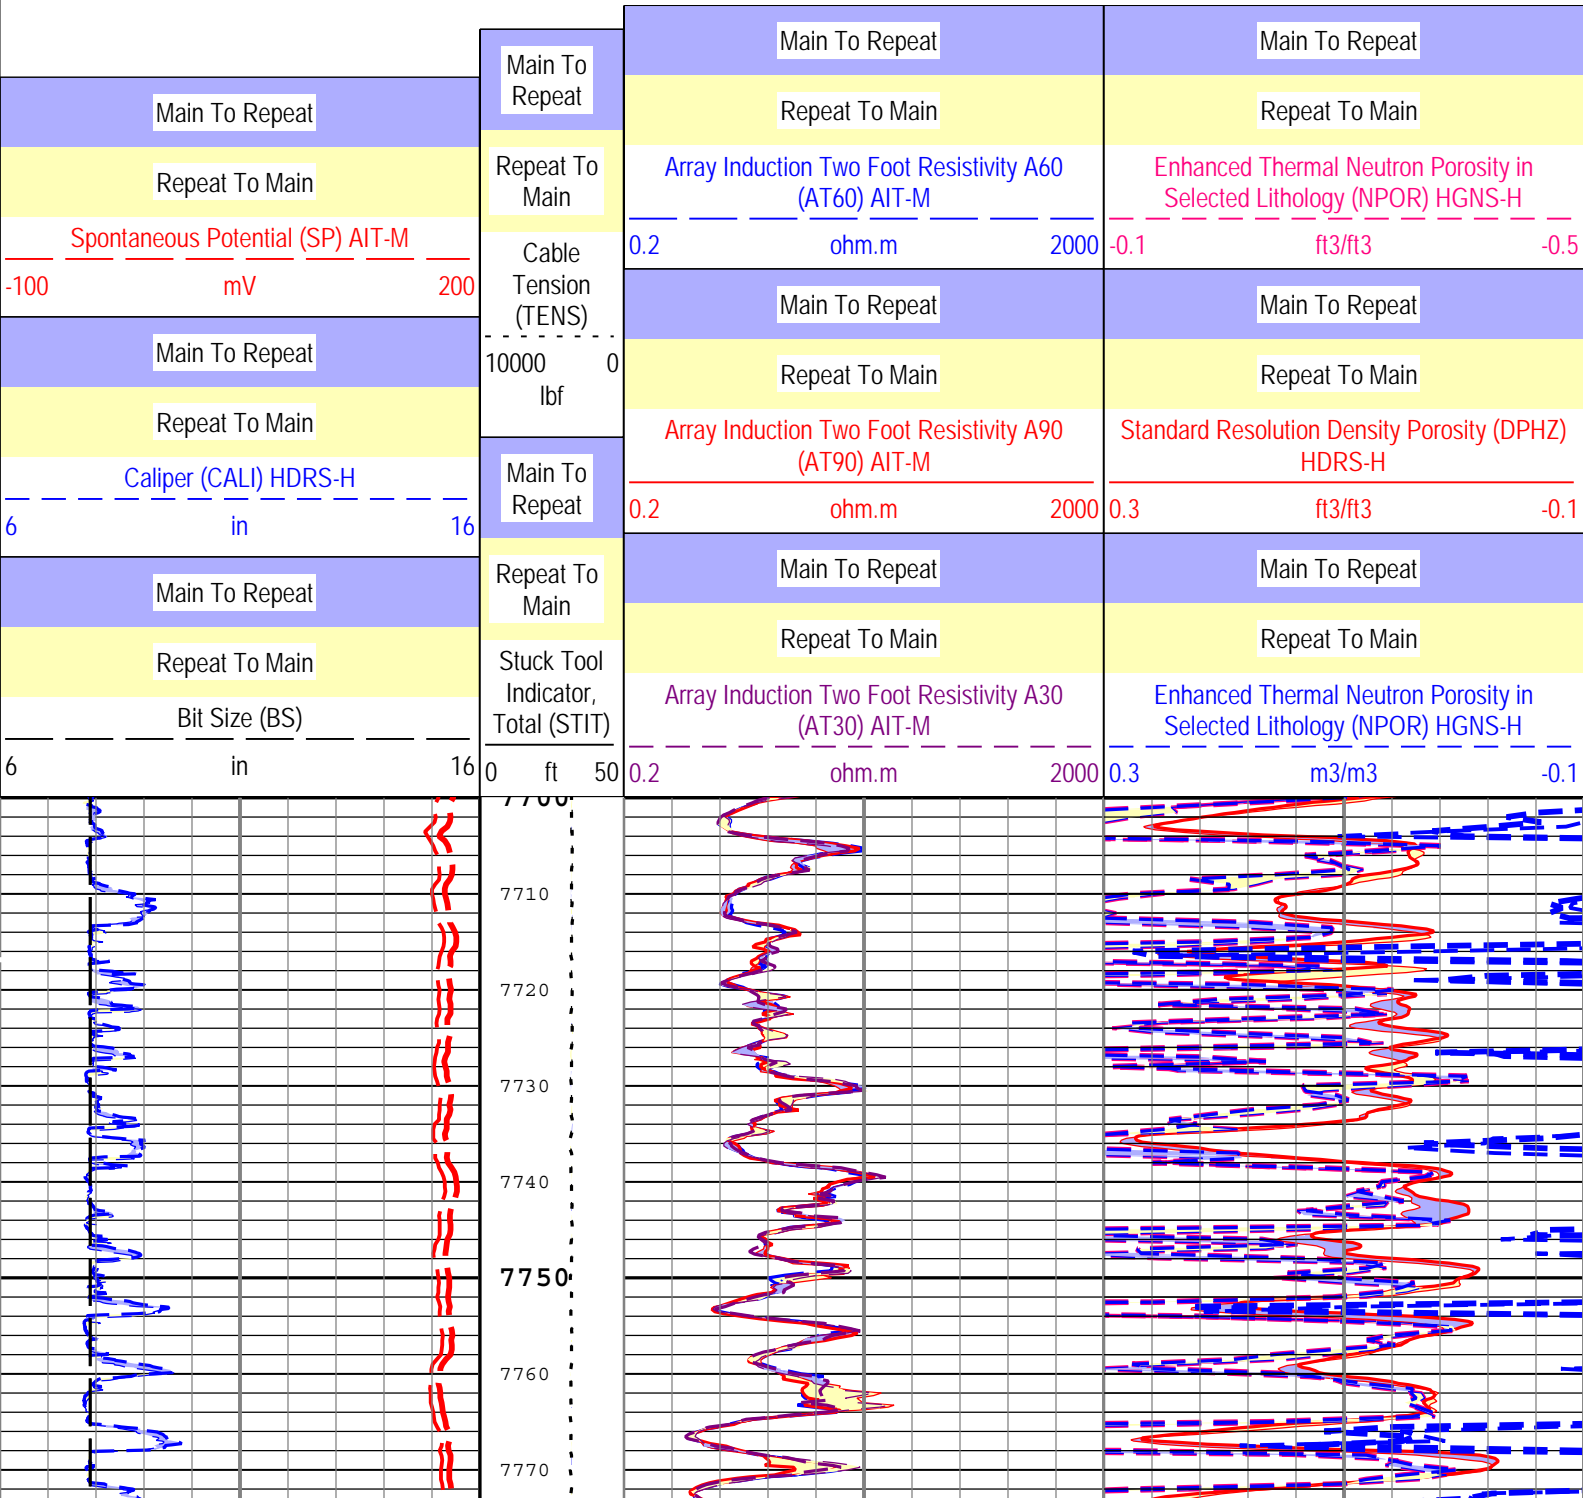 Main To Repeat
Repeat To Main
Spontaneous Potential (SP) AIT-M
-100 mV 200
Main To Repeat
Repeat To Main
Caliper (CALI) HDRS-H
6 in 16
Main To Repeat
Repeat To Main
Bit Size (BS)
6 in 16
Main To
Repeat
Repeat To
Main
Cable
Tension
(TENS)
10000 0
lbf
Main To
Repeat
Repeat To
Main
Stuck Tool
Indicator,
Total (STIT)
0 ft 50
Main To Repeat
Repeat To Main
Array Induction Two Foot Resistivity A60
(AT60) AIT-M
0.2 ohm.m 2000
Main To Repeat
Repeat To Main
Array Induction Two Foot Resistivity A90
(AT90) AIT-M
0.2 ohm.m 2000
Main To Repeat
Repeat To Main
Array Induction Two Foot Resistivity A30
(AT30) AIT-M
0.2 ohm.m 2000
Main To Repeat
Repeat To Main
Enhanced Thermal Neutron Porosity in
Selected Lithology (NPOR) HGNS-H
-0.1 ft3/ft3 -0.5
Main To Repeat
Repeat To Main
Standard Resolution Density Porosity (DPHZ)
HDRS-H
0.3 ft3/ft3 -0.1
Main To Repeat
Repeat To Main
Enhanced Thermal Neutron Porosity in
Selected Lithology (NPOR) HGNS-H
0.3 m3/m3 -0.1
7700
7710
7720
7730
7740
7750
7760
7770